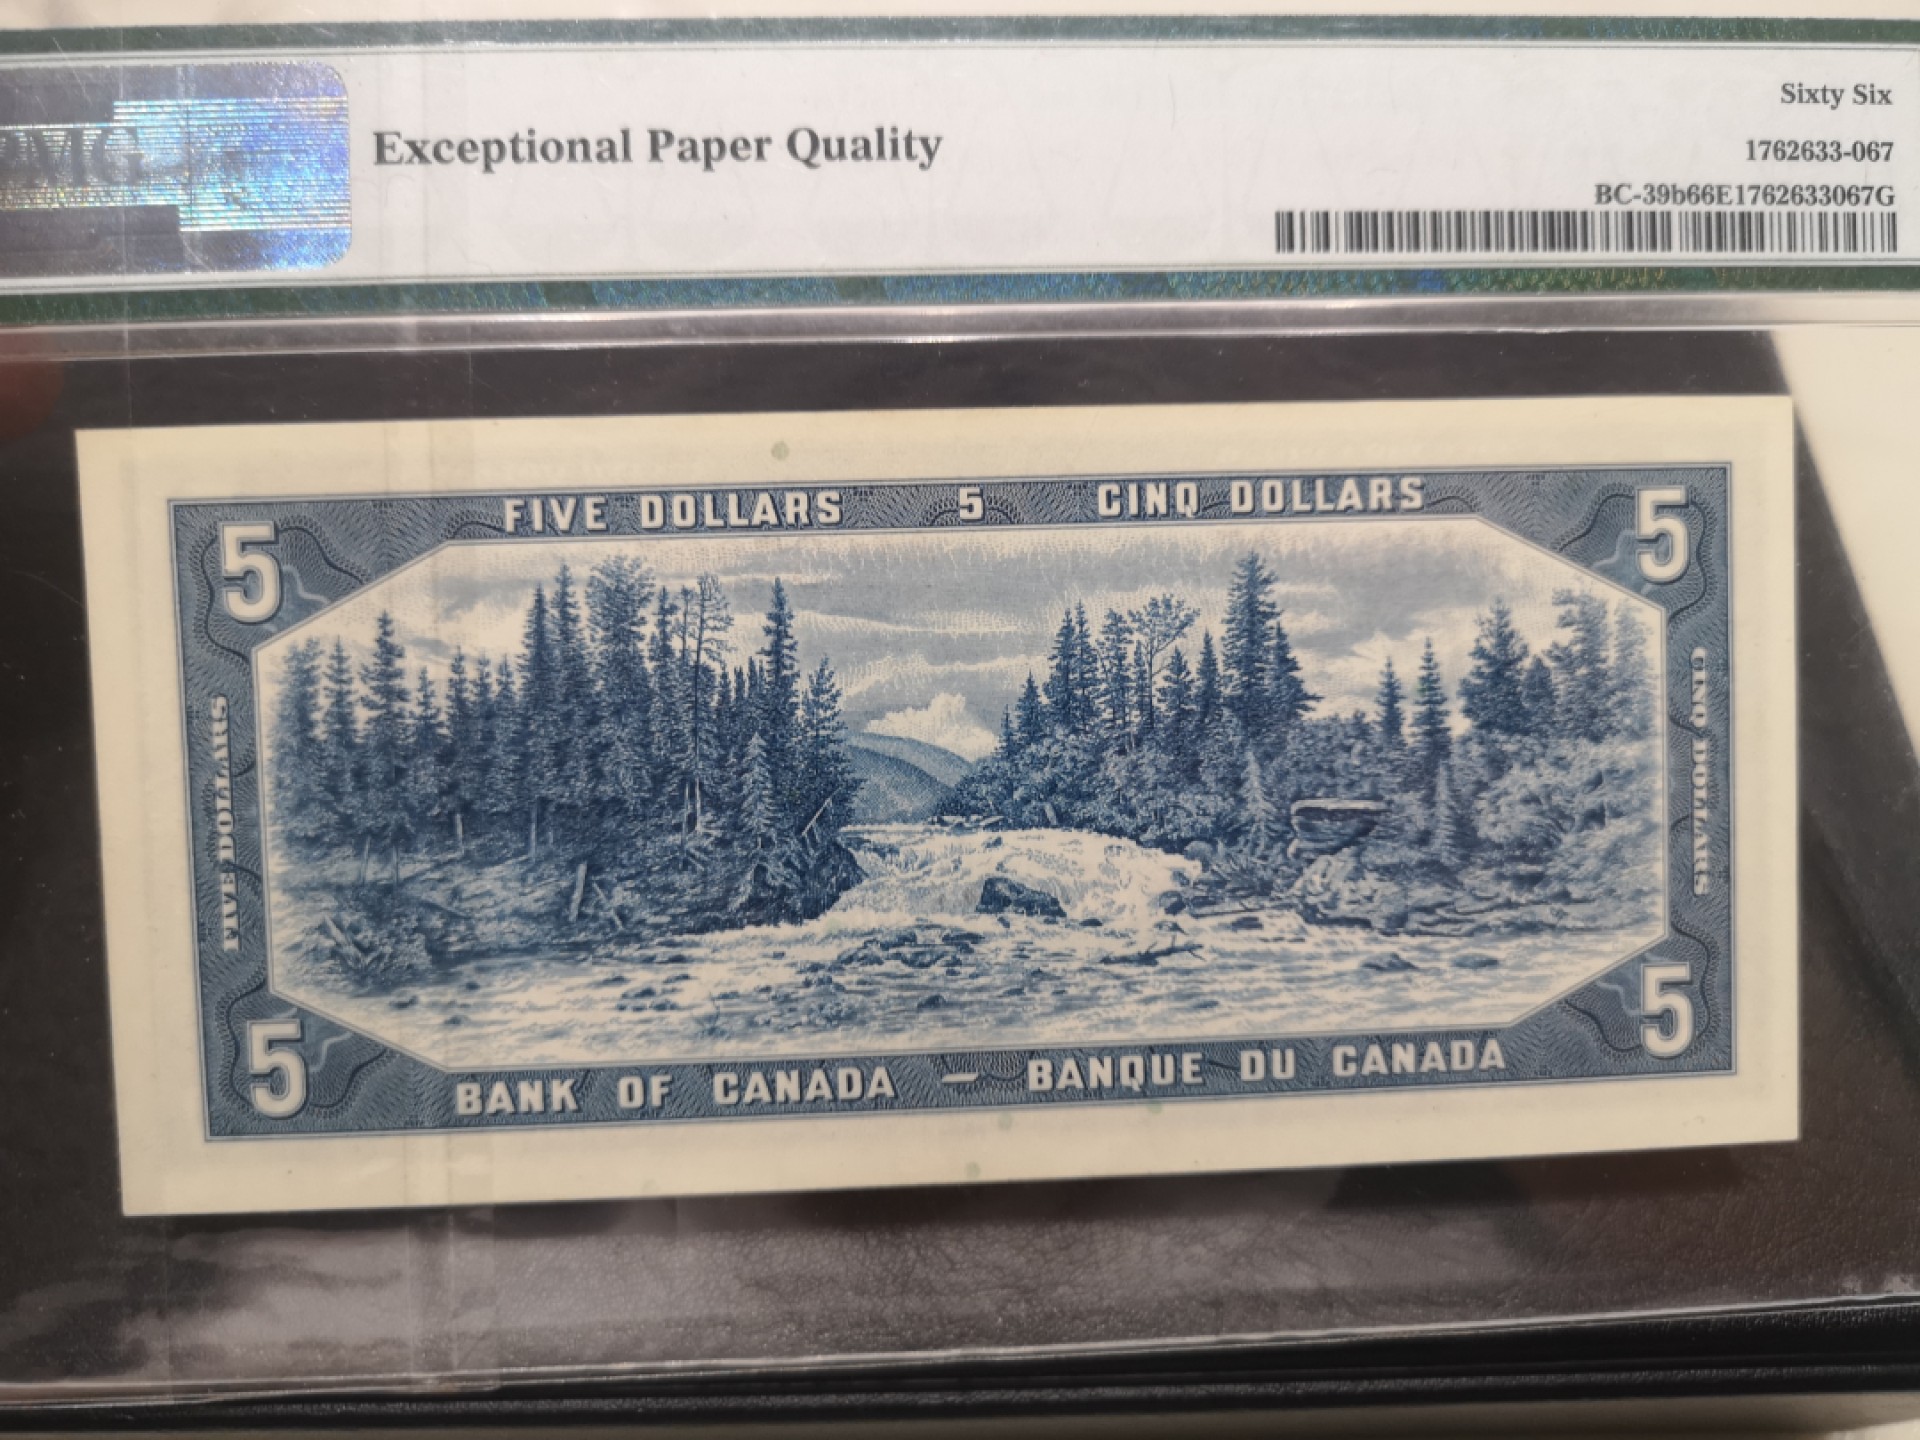 Sixty Six
PMG
Exceptional Paper Quality
1762633-067
BC-39b66E1762633067G
FIVE DOLLARS 5 CINQ DOLLARS
5 5
FIVE DOLLARS
CINQ DOLLARS
5 5
BANK OF CANADA — BANQUE DU CANADA